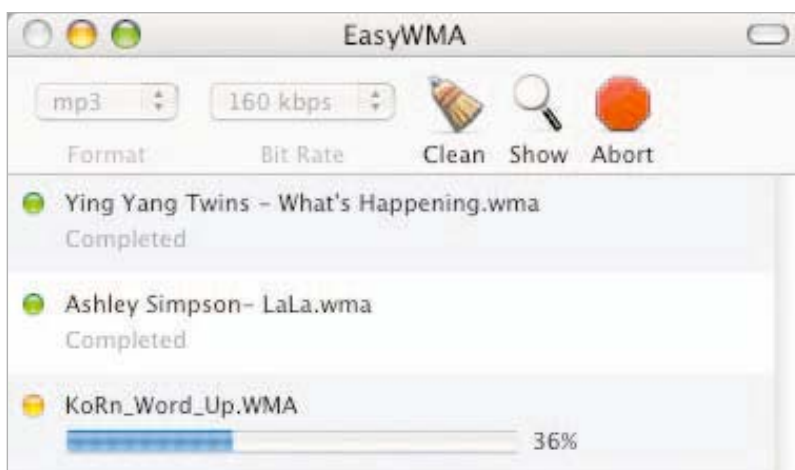 EasyWMA
mp3 160 kbps
Format Bit Rate Clean Show Abort
Ying Yang Twins - What's Happening.wma
Completed
Ashley Simpson- LaLa.wma
Completed
KoRn_Word_Up.WMA
36%